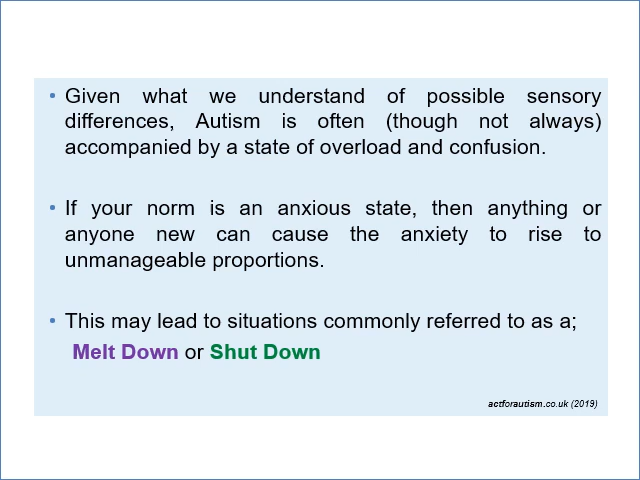 • Given what we understand of possible sensory
differences, Autism is often (though not always)
accompanied by a state of overload and confusion.
• If your norm is an anxious state, then anything or
anyone new can cause the anxiety to rise to
unmanageable proportions.
• This may lead to situations commonly referred to as a;
Melt Down or Shut Down
actforautism.co.uk (2019)